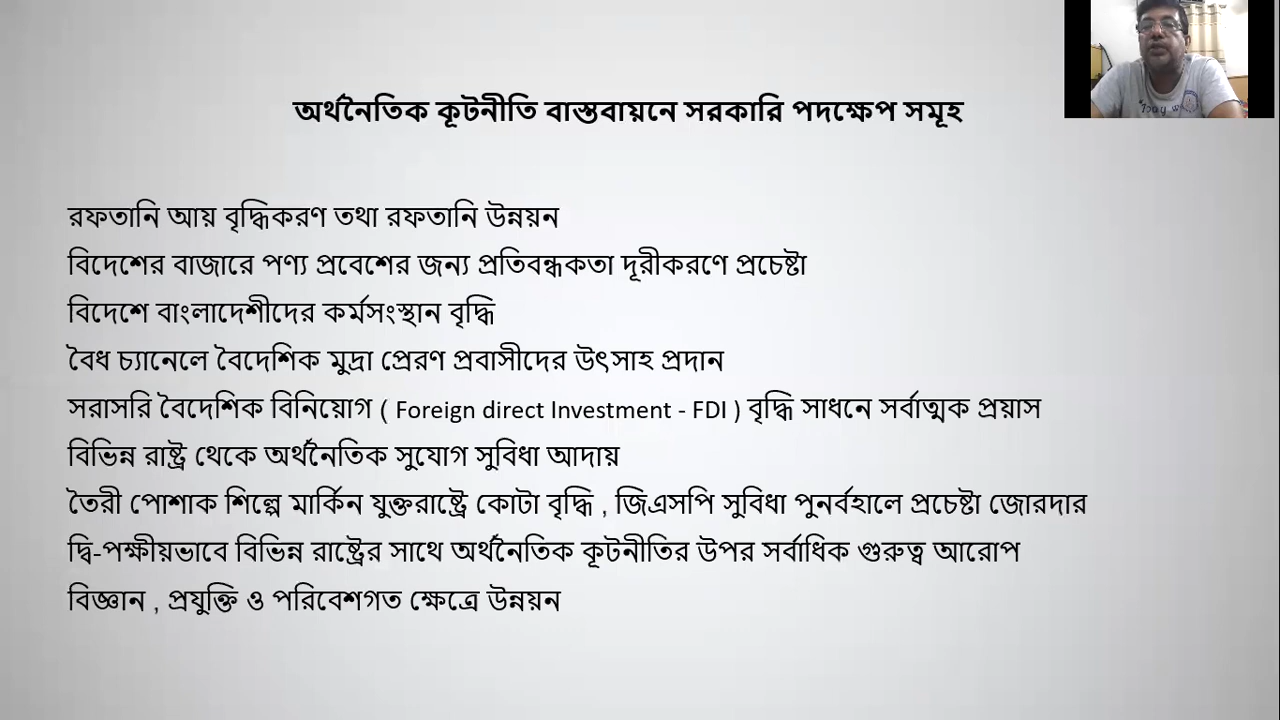 অর্থনৈতিক কূটনীতি বাস্তবায়নে সরকারি পদক্ষেপ সমূহ
রফতানি আয় বৃদ্ধিকরণ তথা রফতানি উন্নয়ন
বিদেশের বাজারে পণ্য প্রবেশের জন্য প্রতিবন্ধকতা দূরীকরণে প্রচেষ্টা
বিদেশে বাংলাদেশীদের কর্মসংস্থান বৃদ্ধি
বৈধ চ্যানেলে বৈদেশিক মুদ্রা প্রেরণ প্রবাসীদের উৎসাহ প্রদান
সরাসরি বৈদেশিক বিনিয়োগ ( Foreign direct Investment - FDI ) বৃদ্ধি সাধনে সর্বাত্মক প্রয়াস
বিভিন্ন রাষ্ট্র থেকে অর্থনৈতিক সুযোগ সুবিধা আদায়
তৈরী পোশাক শিল্পে মার্কিন যুক্তরাষ্ট্রে কোটা বৃদ্ধি , জিএসপি সুবিধা পুনর্বহালে প্রচেষ্টা জোরদার
দ্বি-পক্ষীয়ভাবে বিভিন্ন রাষ্ট্রের সাথে অর্থনৈতিক কূটনীতির উপর সর্বাধিক গুরুত্ব আরোপ
বিজ্ঞান , প্রযুক্তি ও পরিবেশগত ক্ষেত্রে উন্নয়ন